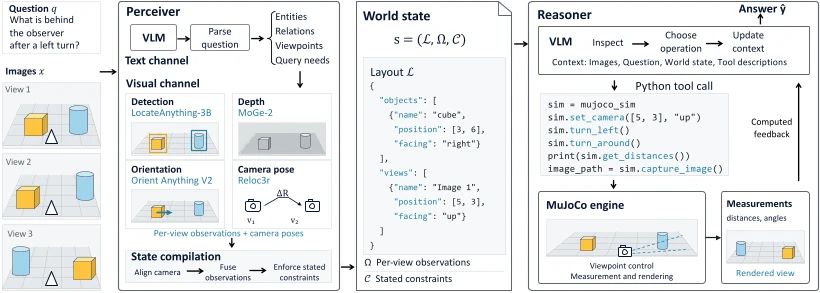 Question q
What is behind
the observer
after a left turn?
Images x
View 1
View 2
View 3
Perceiver
VLM
Parse
question
Entities
Relations
Viewpoints
Query needs
Text channel
Visual channel
Detection
LocateAnything-3B
Depth
MoGe-2
Orientation
Orient Anything V2
Camera pose
Reloc3r
ΔR
v₁
v₂
Per-view observations + camera poses
State compilation
Align camera
Fuse
observations
Enforce stated
constraints
World state
s = (ℒ, Ω, 𝒞)
Layout ℒ
{
"objects": [
{"name": "cube",
"position": [3, 6],
"facing": "right"}
],
"views": [
{"name": "Image 1",
"position": [5, 3],
"facing": "up"}
]
}
Ω Per-view observations
𝒞 Stated constraints
Reasoner
Answer ŷ
VLM
Inspect
Choose
operation
Update
context
Context: Images, Question, World state, Tool descriptions
Python tool call
sim = mujoco_sim
sim.set_camera([5, 3], "up")
sim.turn_left()
sim.turn_around()
print(sim.get_distances())
image_path = sim.capture_image()
Computed
feedback
MuJoCo engine
Viewpoint control
Measurement and rendering
Measurements
distances, angles
Rendered view